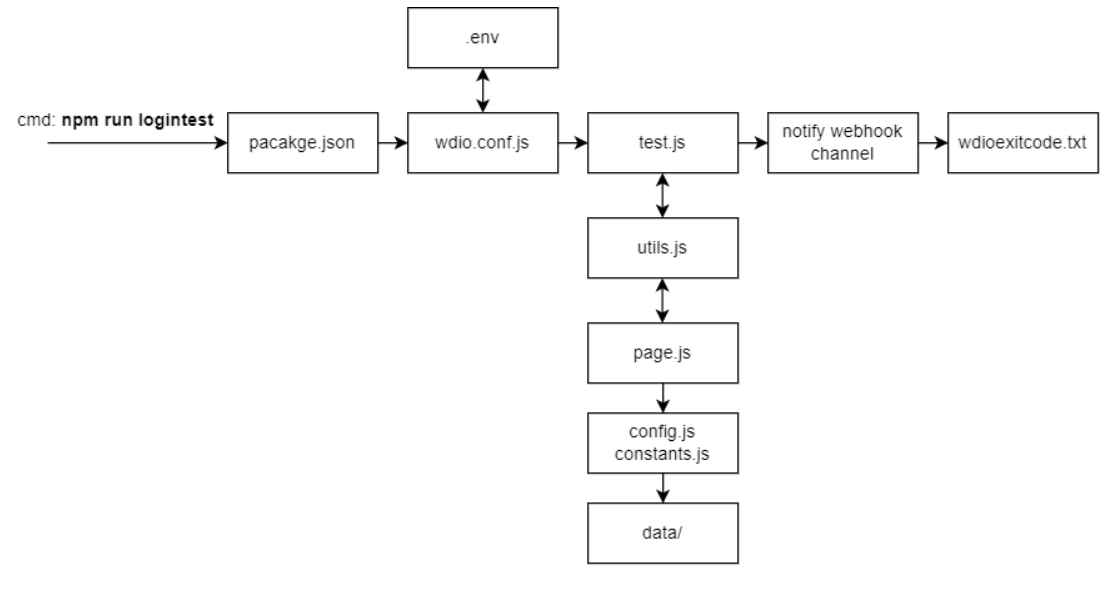 .env
cmd: npm run logintest
pacakge.json
wdio.conf.js
test.js
notify webhook
channel
wdioexitcode.txt
utils.js
page.js
config.js
constants.js
data/